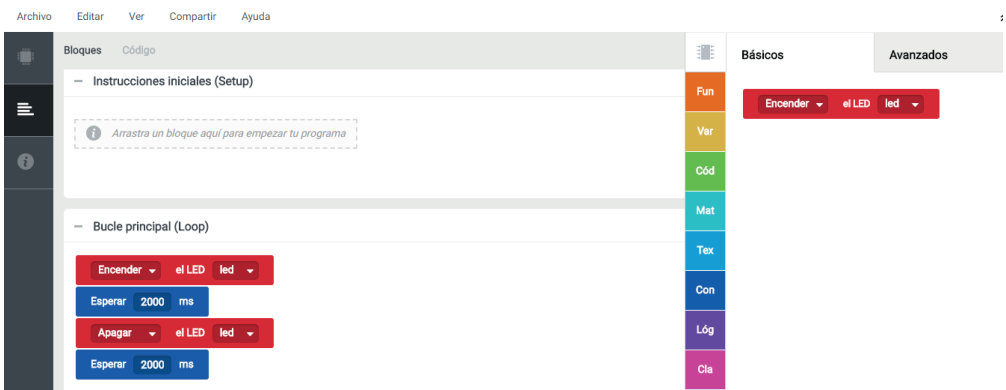 Archivo Editar Ver Compartir Ayuda
Bloques Código
Instrucciones iniciales (Setup)
Arrastra un bloque aquí para empezar tu programa
Bucle principal (Loop)
Encender el LED led
Esperar 2000 ms
Apagar el LED led
Esperar 2000 ms
Fun
Var
Cód
Mat
Tex
Con
Lóg
Cla
Básicos Avanzados
Encender el LED led